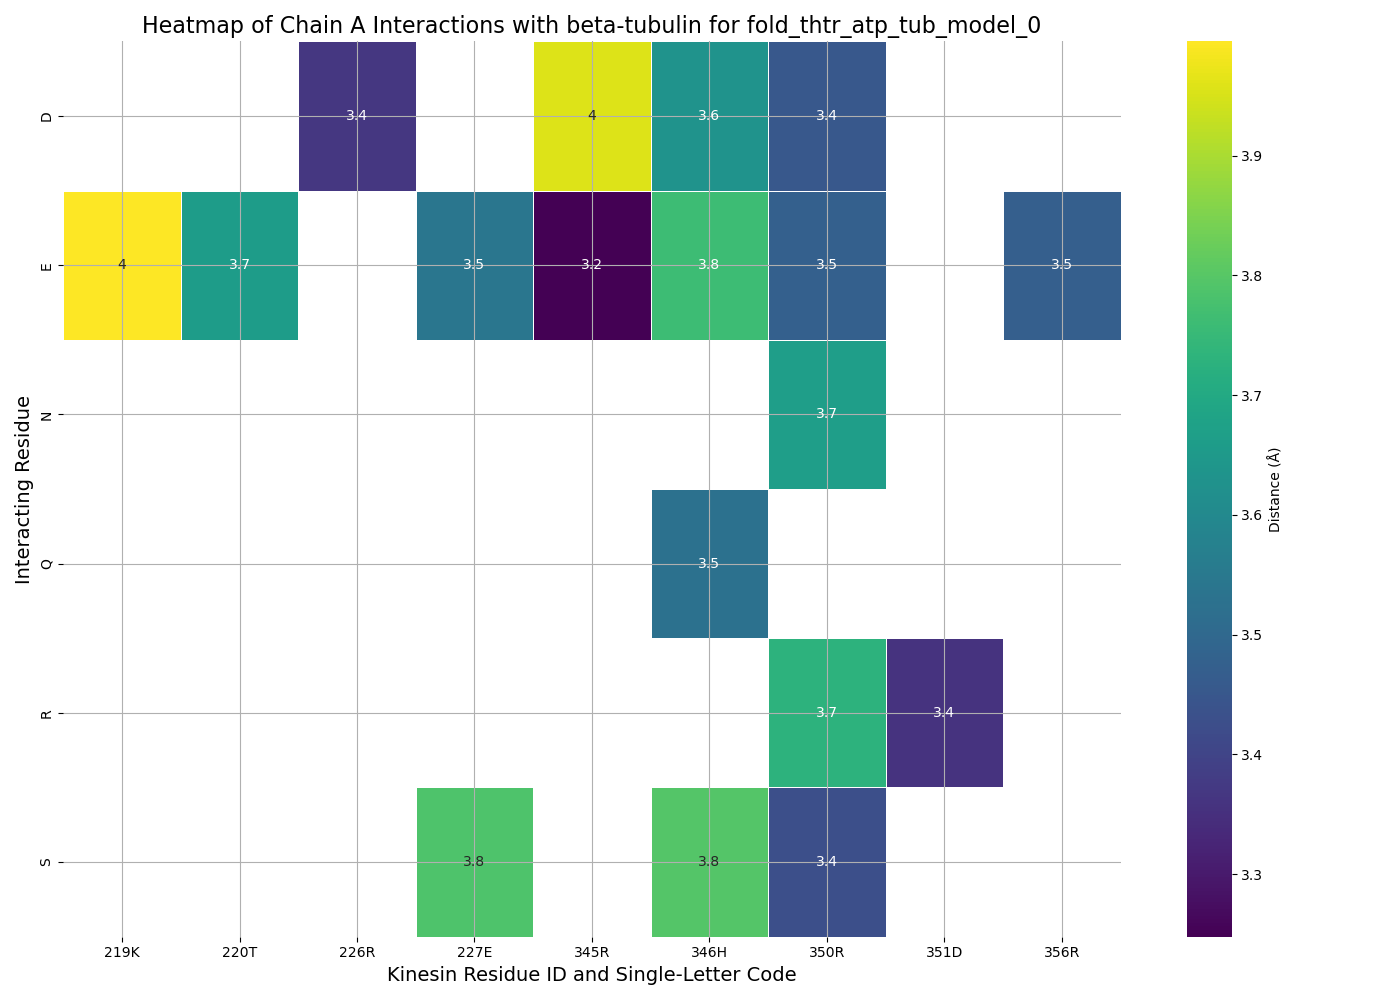 Heatmap of Chain A Interactions with beta-tubulin for fold_thtr_atp_tub_model_0
D
3.4
4
3.6
3.4
E
4
3.7
3.5
3.2
3.8
3.5
3.5
N
3.7
Q
3.5
R
3.7
3.4
S
3.8
3.8
3.4
Interacting Residue
219K
220T
226R
227E
345R
346H
350R
351D
356R
Kinesin Residue ID and Single-Letter Code
3.9
3.8
3.7
3.6
3.5
3.4
3.3
Distance (Å)